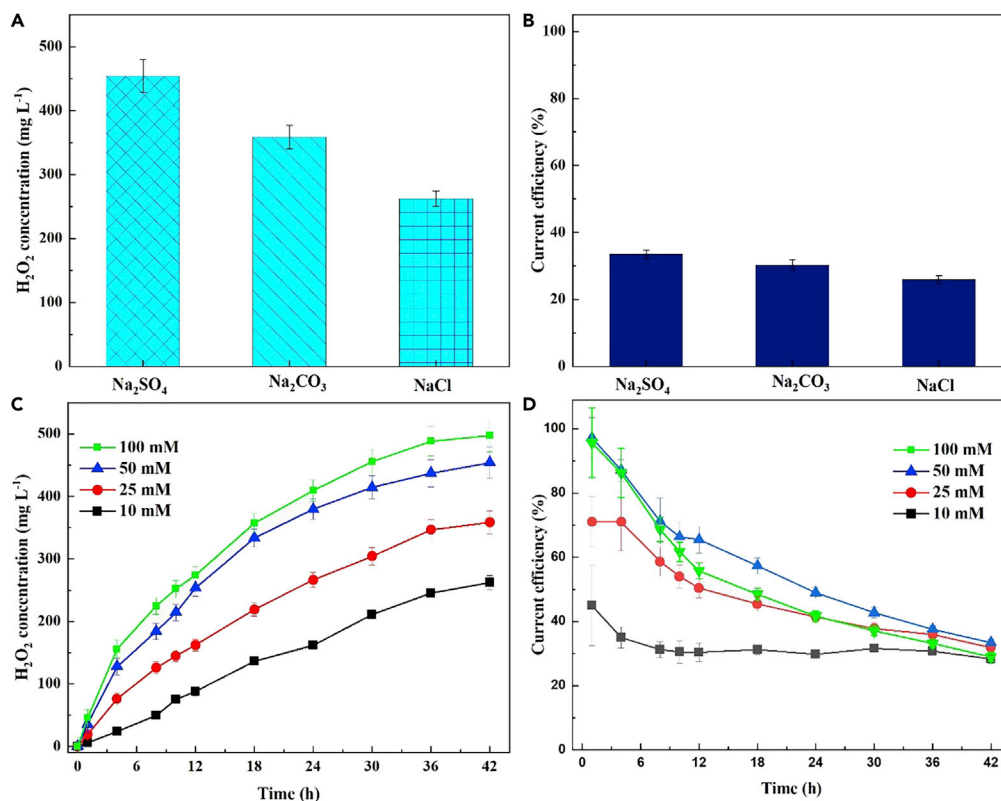 A
H₂O₂ concentration (mg L⁻¹)
500
400
300
200
100
0
Na₂SO₄ Na₂CO₃ NaCl
B
Current efficiency (%)
100
80
60
40
20
0
Na₂SO₄ Na₂CO₃ NaCl
C
H₂O₂ concentration (mg L⁻¹)
500
400
300
200
100
0
100 mM
50 mM
25 mM
10 mM
0 6 12 18 24 30 36 42
Time (h)
D
Current efficiency (%)
100
80
60
40
20
0
100 mM
50 mM
25 mM
10 mM
0 6 12 18 24 30 36 42
Time (h)